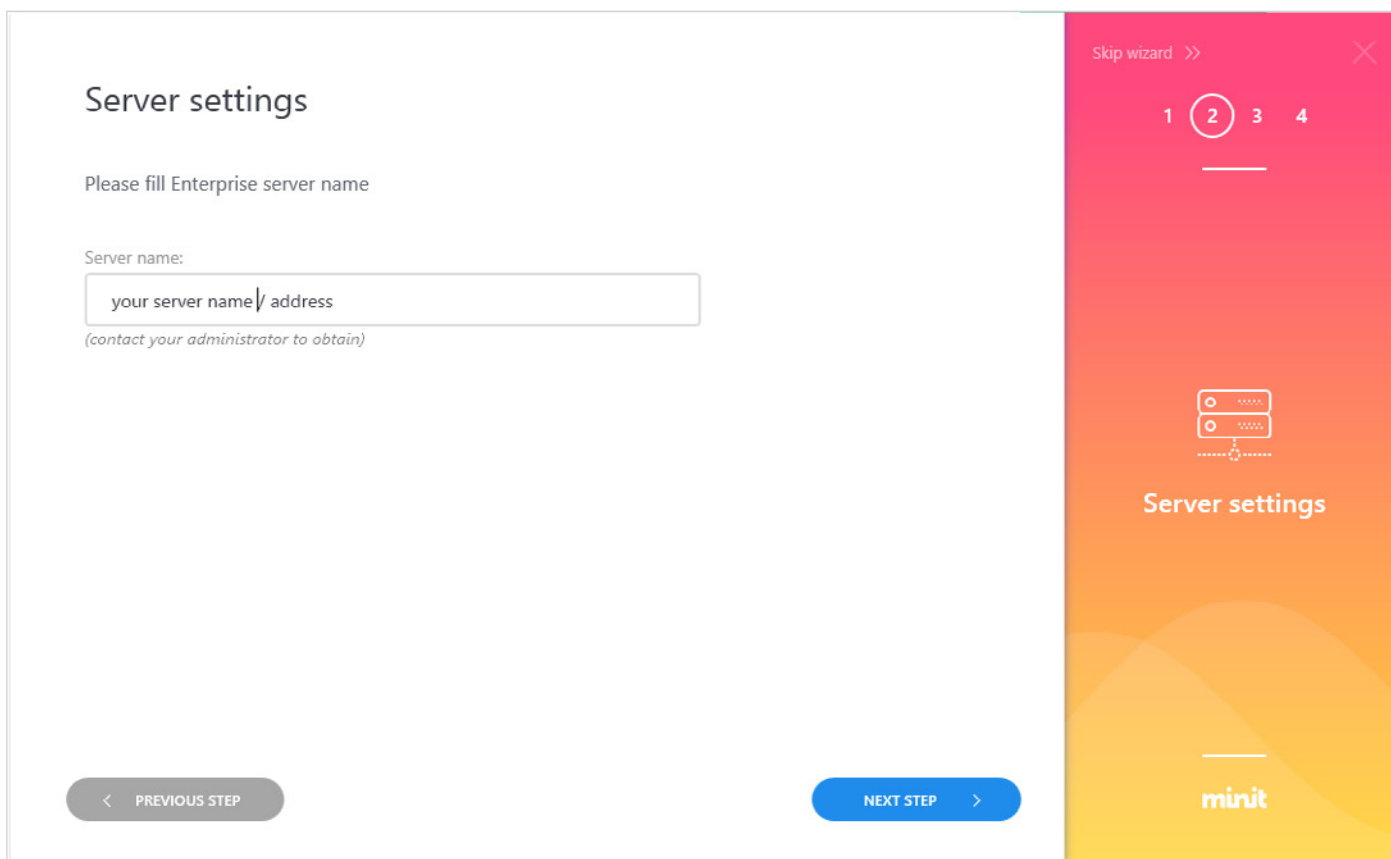 Server settings
Please fill Enterprise server name
Server name:
your server name / address
(contact your administrator to obtain)
PREVIOUS STEP
NEXT STEP
Skip wizard
1 2 3 4
Server settings
minit